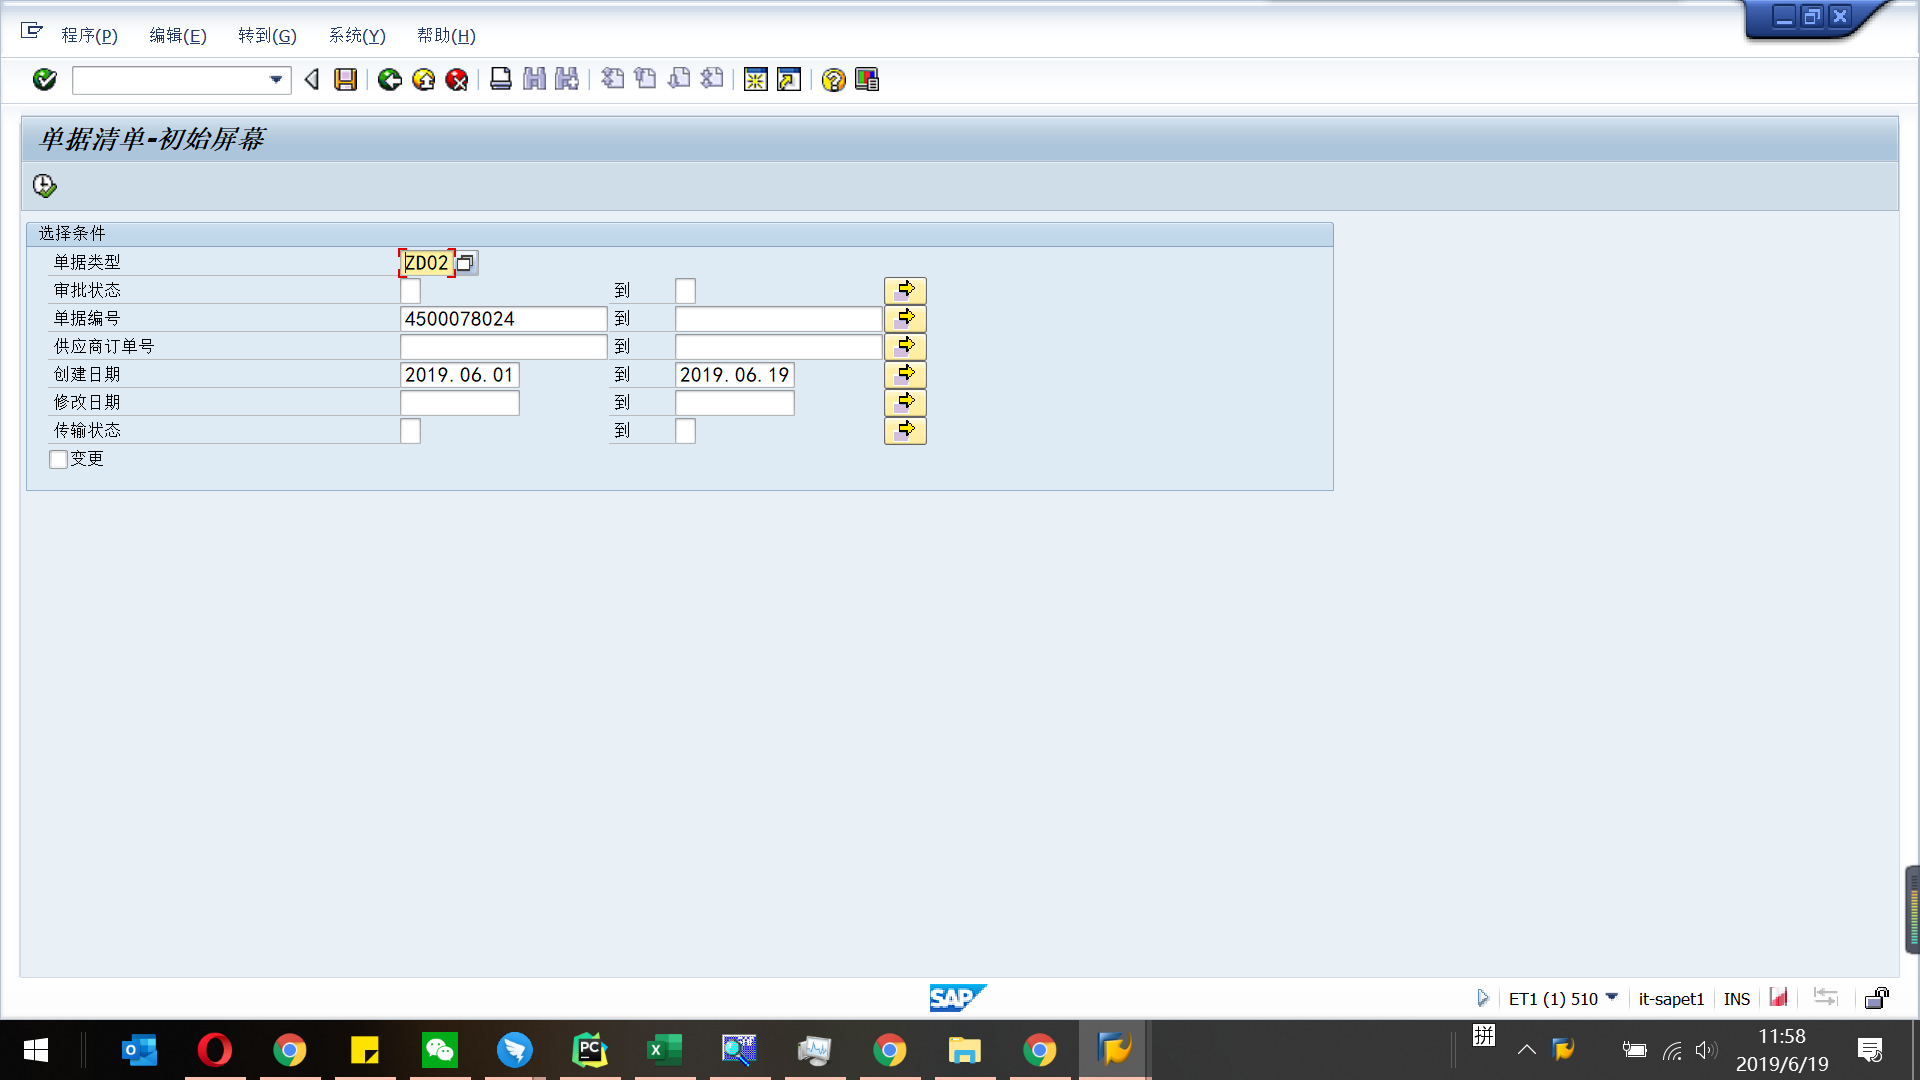 程序(P) 编辑(E) 转到(G) 系统(Y) 帮助(H)
单据清单-初始屏幕
选择条件
单据类型 ZD02
审批状态 到
单据编号 4500078024 到
供应商订单号 到
创建日期 2019.06.01 到 2019.06.19
修改日期 到
传输状态 到
变更
SAP ET1 (1) 510 it-sapet1 INS
拼
11:58
2019/6/19
PC